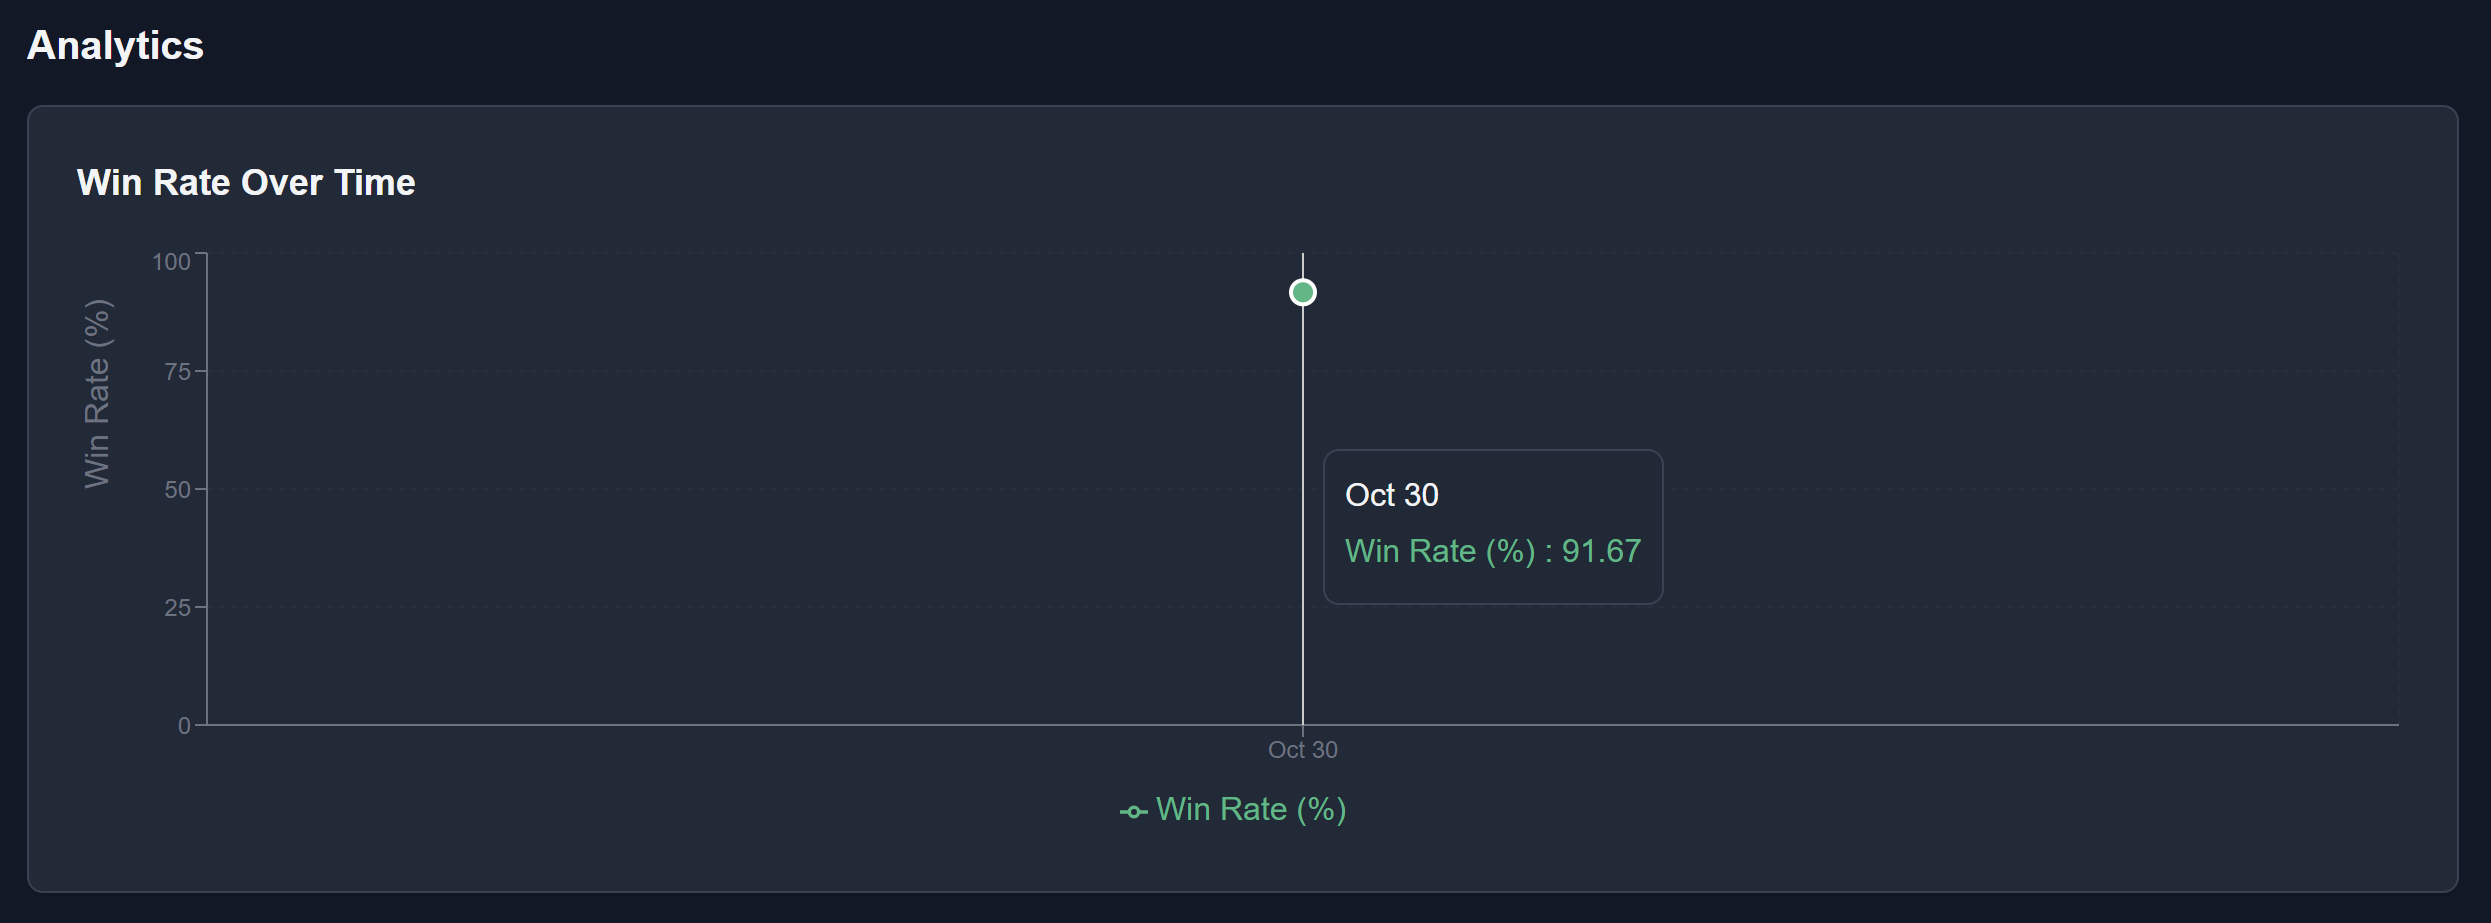 Analytics
Win Rate Over Time
Win Rate (%)
100
75
50
25
0
Oct 30
Win Rate (%) : 91.67
Oct 30
Win Rate (%)